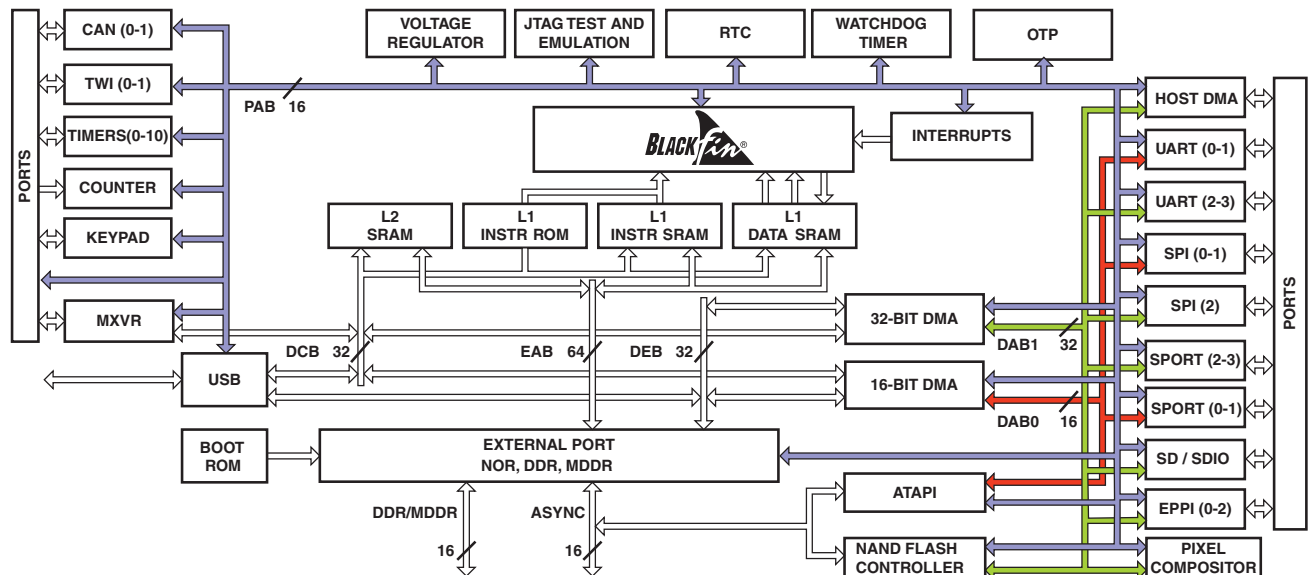 PORTS
CAN (0-1)
TWI (0-1)
TIMERS(0-10)
COUNTER
KEYPAD
MXVR
USB
BOOT
ROM
PAB 16
VOLTAGE
REGULATOR
JTAG TEST AND
EMULATION
RTC
WATCHDOG
TIMER
OTP
BLACKfin®
INTERRUPTS
L2
SRAM
L1
INSTR ROM
L1
INSTR SRAM
L1
DATA SRAM
DCB 32
EAB 64
DEB 32
32-BIT DMA
16-BIT DMA
DAB1 32
DAB0 16
EXTERNAL PORT
NOR, DDR, MDDR
DDR/MDDR
16
ASYNC
16
ATAPI
NAND FLASH
CONTROLLER
HOST DMA
UART (0-1)
UART (2-3)
SPI (0-1)
SPI (2)
SPORT (2-3)
SPORT (0-1)
SD / SDIO
EPPI (0-2)
PIXEL
COMPOSITOR
PORTS